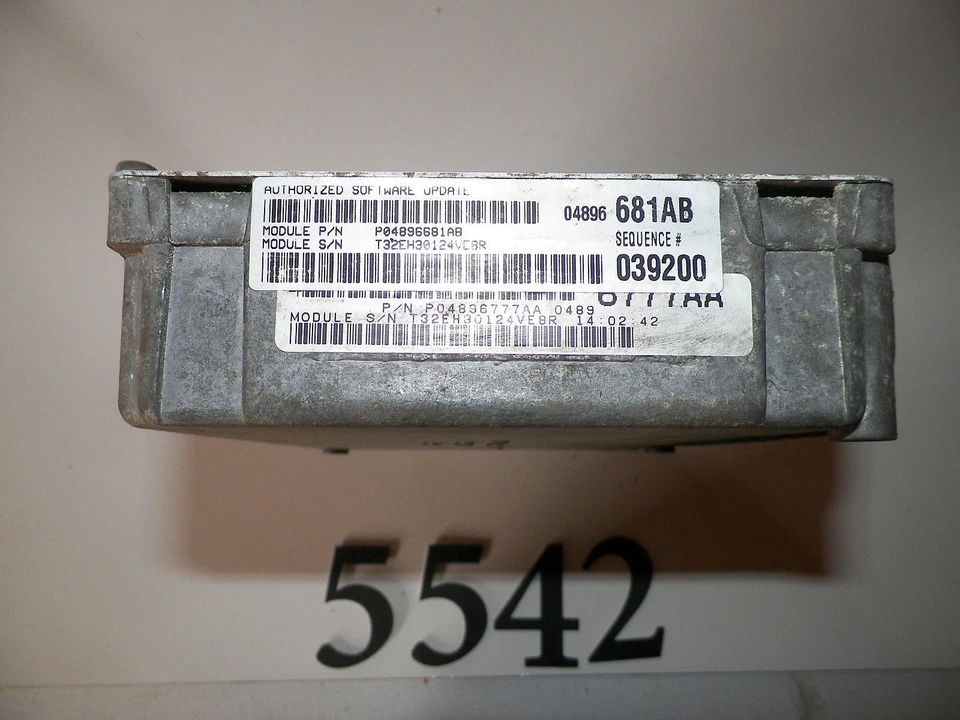 AUTHORIZED SOFTWARE UPDATE
04896 681AB
MODULE P/N P04896681AB
MODULE S/N T32EH30124VE8R
SEQUENCE #
039200
6777AA
P/N P04896777AA 0489
MODULE S/N T32EH30124VE8R 14:02:42
5542